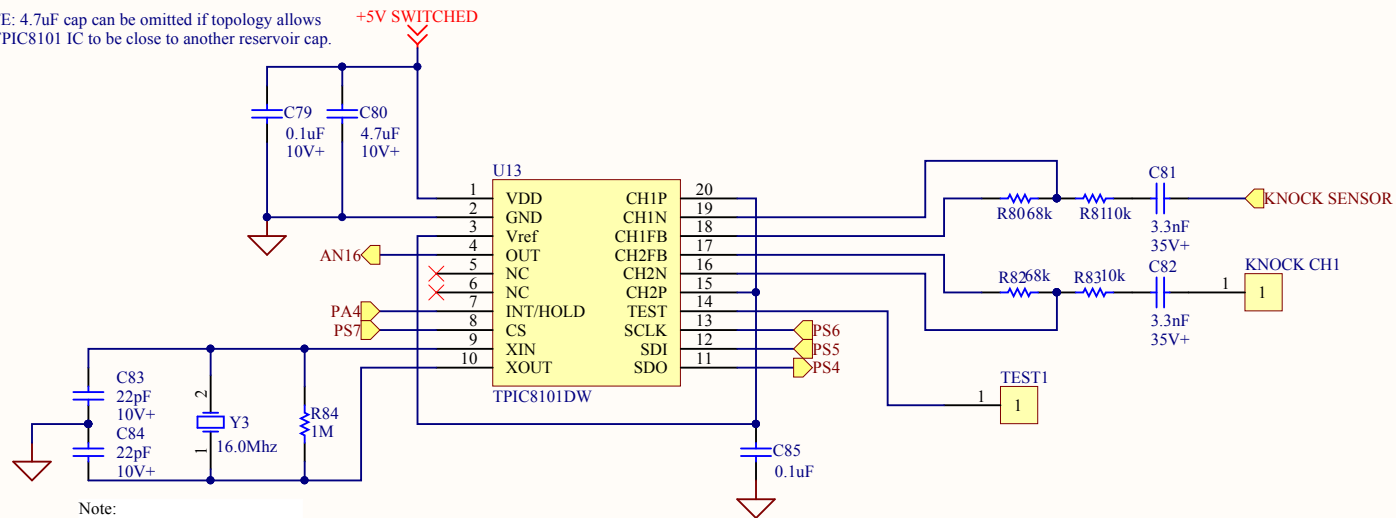 E: 4.7uF cap can be omitted if topology allows
TPIC8101 IC to be close to another reservoir cap.
+5V SWITCHED
C79
0.1uF
10V+
C80
4.7uF
10V+
U13
1 VDD
2 GND
3 Vref
4 OUT
5 NC
6 NC
7 INT/HOLD
8 CS
9 XIN
10 XOUT
CH1P 20
CH1N 19
CH1FB 18
CH2FB 17
CH2N 16
CH2P 15
TEST 14
SCLK 13
SDI 12
SDO 11
TPIC8101DW
AN16
PA4
PS7
PS6
PS5
PS4
R80 68k
R81 10k
C81
3.3nF
35V+
KNOCK SENSOR
R82 68k
R83 10k
C82
3.3nF
35V+
KNOCK CH1
1 1
TEST1
1 1
C83
22pF
10V+
C84
22pF
10V+
2
Y3
1
16.0Mhz
R84
1M
C85
0.1uF
Note: